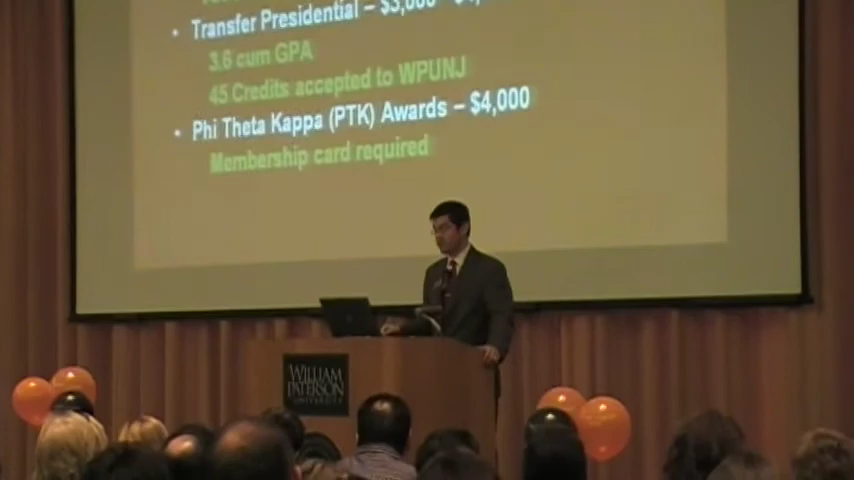 • Transfer Presidential – $3,000
3.6 cum GPA
45 Credits accepted to WPUNJ
• Phi Theta Kappa (PTK) Awards – $4,000
Membership card required
WILLIAM
PATERSON
UNIVERSITY